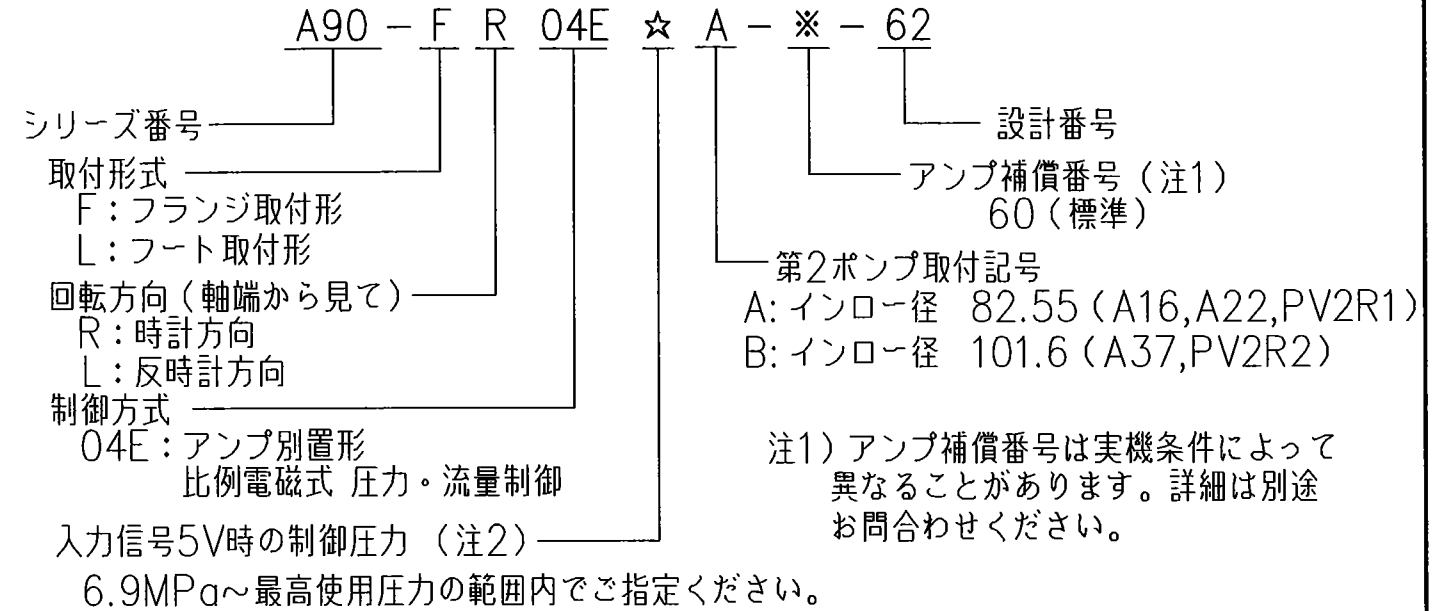 A90 - F R 04E ☆ A - ※ - 62
シリーズ番号
設計番号
取付形式
F：フランジ取付形
L：フート取付形
アンプ補償番号（注1）
60（標準）
第2ポンプ取付記号
A: インロー径 82.55（A16,A22,PV2R1）
B: インロー径 101.6（A37,PV2R2）
回転方向（軸端から見て）
R：時計方向
L：反時計方向
制御方式
04E：アンプ別置形
比例電磁式 圧力・流量制御
注1）アンプ補償番号は実機条件によって
異なることがあります。詳細は別途
お問合わせください。
入力信号5V時の制御圧力 （注2）
6.9MPa～最高使用圧力の範囲内でご指定ください。